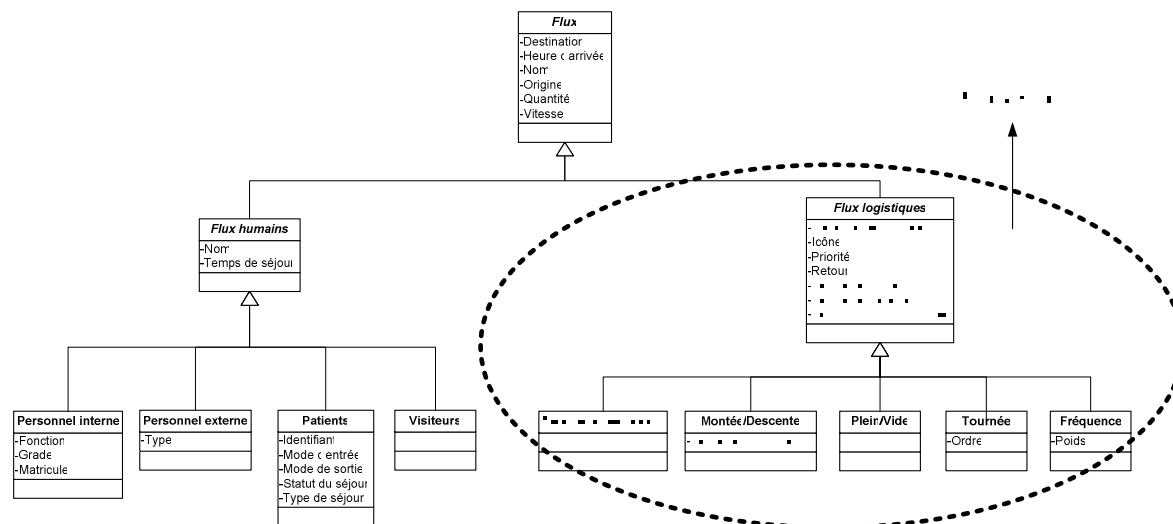 Flux
-Destination
-Heure d'arrivée
-Nom
-Origine
-Quantité
-Vitesse
Flux humains
-Nom
-Temps de séjour
Flux logistiques
-Icône
-Priorité
-Retour
Personnel interne
-Fonction
-Grade
-Matricule
Personnel externe
-Type
Patients
-Identifiant
-Mode d'entrée
-Mode de sortie
-Statut du séjour
-Type de séjour
Visiteurs
Montée/Descente
Plein/Vide
Tournée
-Ordre
Fréquence
-Poids